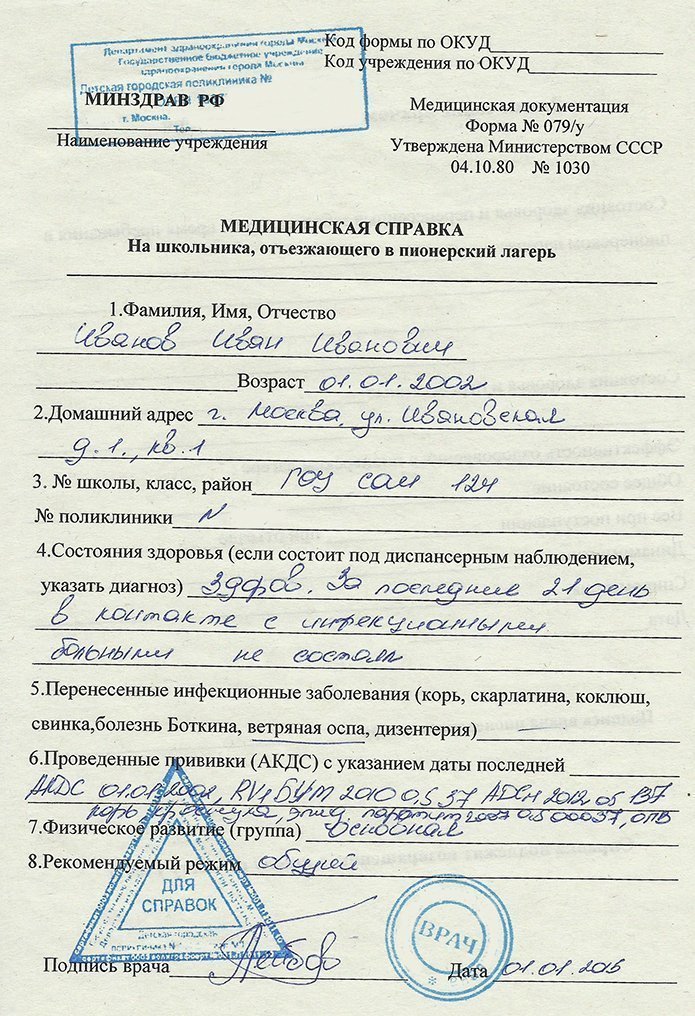 Департамент здравоохранения города Москвы
Государственное бюджетное учреждение
здравоохранения города Москвы
Детская городская поликлиника №
г. Москва.
Тел.
Код формы по ОКУД
Код учреждения по ОКУД
МИНЗДРАВ РФ
Наименование учреждения
Медицинская документация
Форма № 079/у
Утверждена Министерством СССР
04.10.80 № 1030
МЕДИЦИНСКАЯ СПРАВКА
На школьника, отъезжающего в пионерский лагерь
1.Фамилия, Имя, Отчество
Иванов Иван Иванович
Возраст 01.01.2002
2.Домашний адрес г. Москва, ул. Ивановская
д.1., кв.1
3. № школы, класс, район ГОУ сош 124
№ поликлиники N
4.Состояния здоровья (если состоит под диспансерным наблюдением,
указать диагноз) Здоров. За последние 21 день
в контакте с инфекционными
больными не состоял
5.Перенесенные инфекционные заболевания (корь, скарлатина, коклюш,
свинка,болезнь Боткина, ветряная оспа, дизентерия) —
6.Проведенные прививки (АКДС) с указанием даты последней
АКДС 01.01.2002, 2010 0,5 37 АДСм 2012 05 137
корь краснуха, эпид. паротит 2007 0,5 00037, ОПВ
7.Физическое развитие (группа) основная
8.Рекомендуемый режим общий
ДЛЯ
СПРАВОК
Детская городская
ВРАЧ
Подпись врача
Дата 01.01.2015